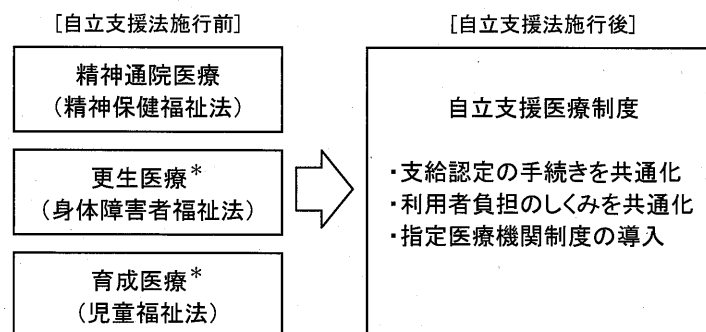 [自立支援法施行前]
精神通院医療
(精神保健福祉法)
更生医療*
(身体障害者福祉法)
育成医療*
(児童福祉法)
[自立支援法施行後]
自立支援医療制度
・支給認定の手続きを共通化
・利用者負担のしくみを共通化
・指定医療機関制度の導入